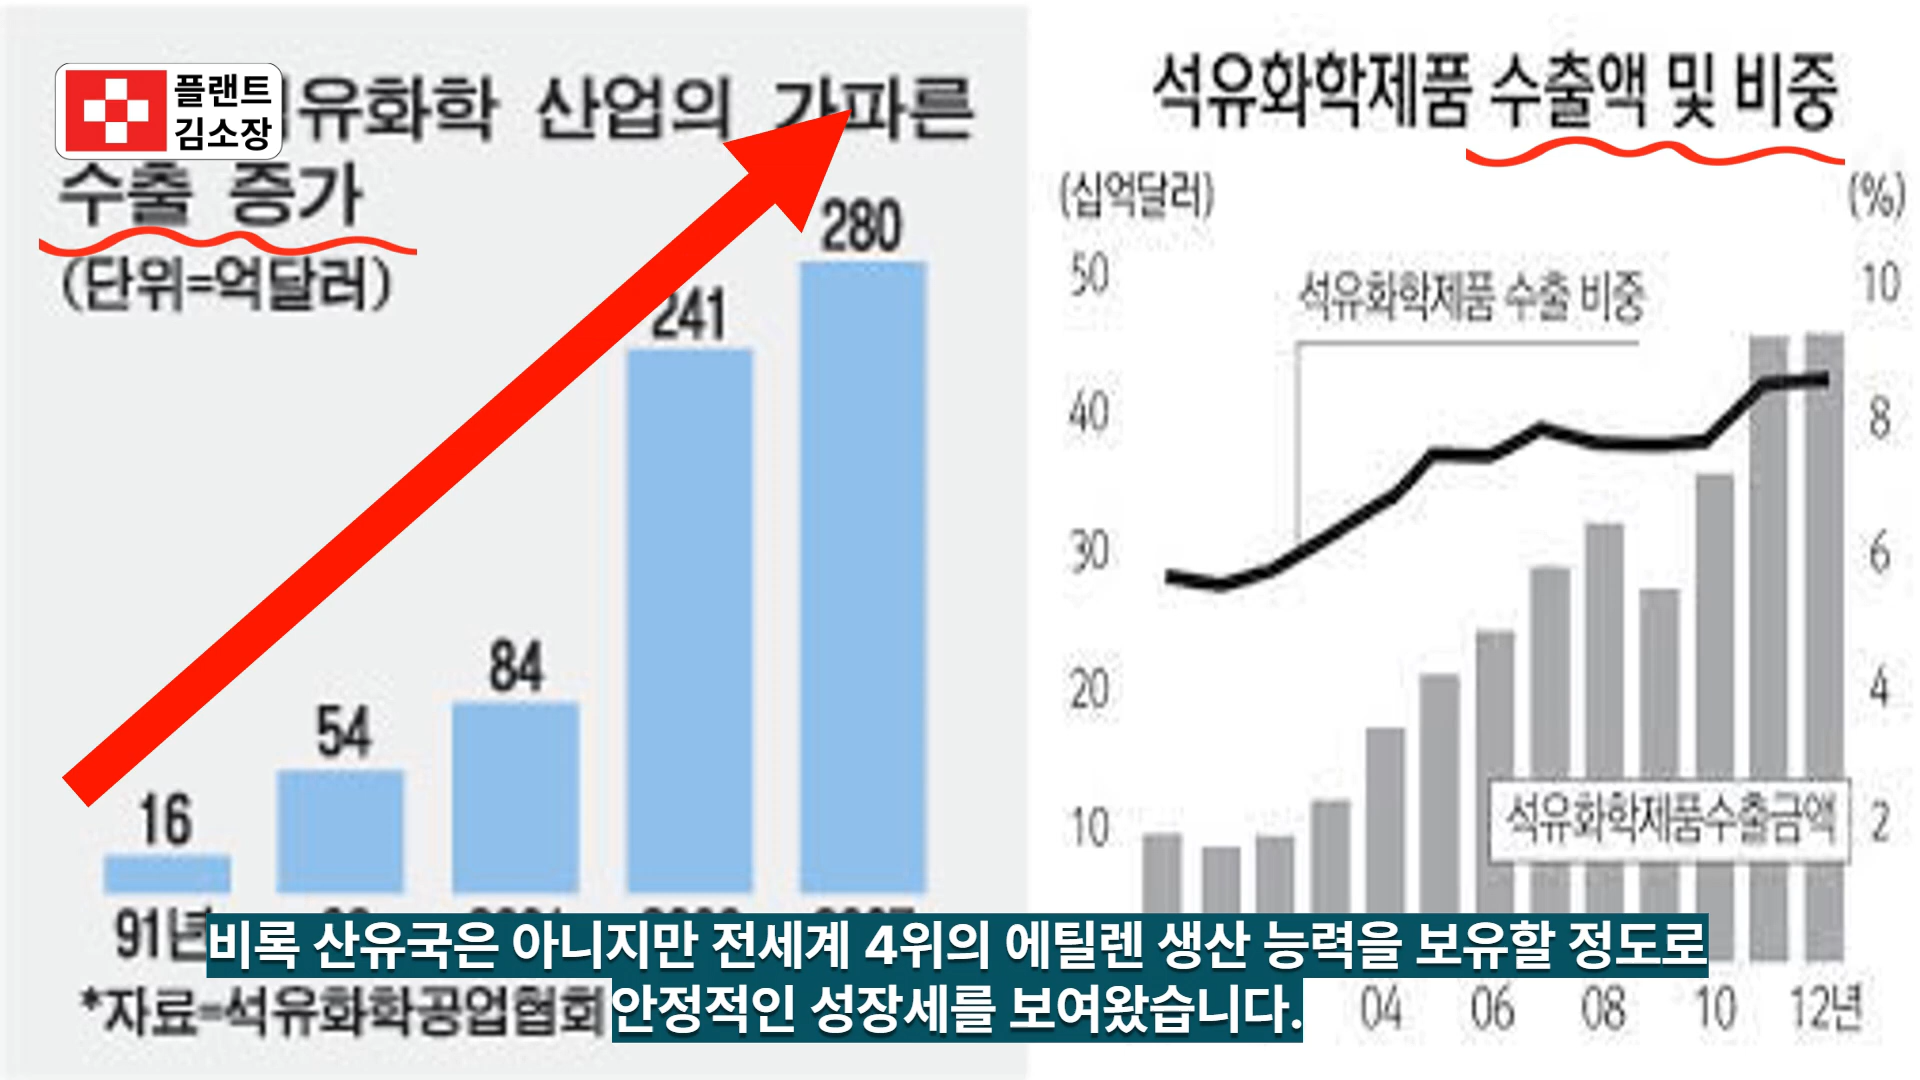 플랜트
김소장
유화학 산업의 가파른
수출 증가
(단위=억달러)
280
241
84
54
16
91년
*자료=석유화학공업협회
석유화학제품 수출액 및 비중
(십억달러)
(%)
50
10
석유화학제품 수출 비중
40
8
30
6
20
4
10
석유화학제품수출금액
2
04
06
08
10
12년
비록 산유국은 아니지만 전세계 4위의 에틸렌 생산 능력을 보유할 정도로
안정적인 성장세를 보여왔습니다.